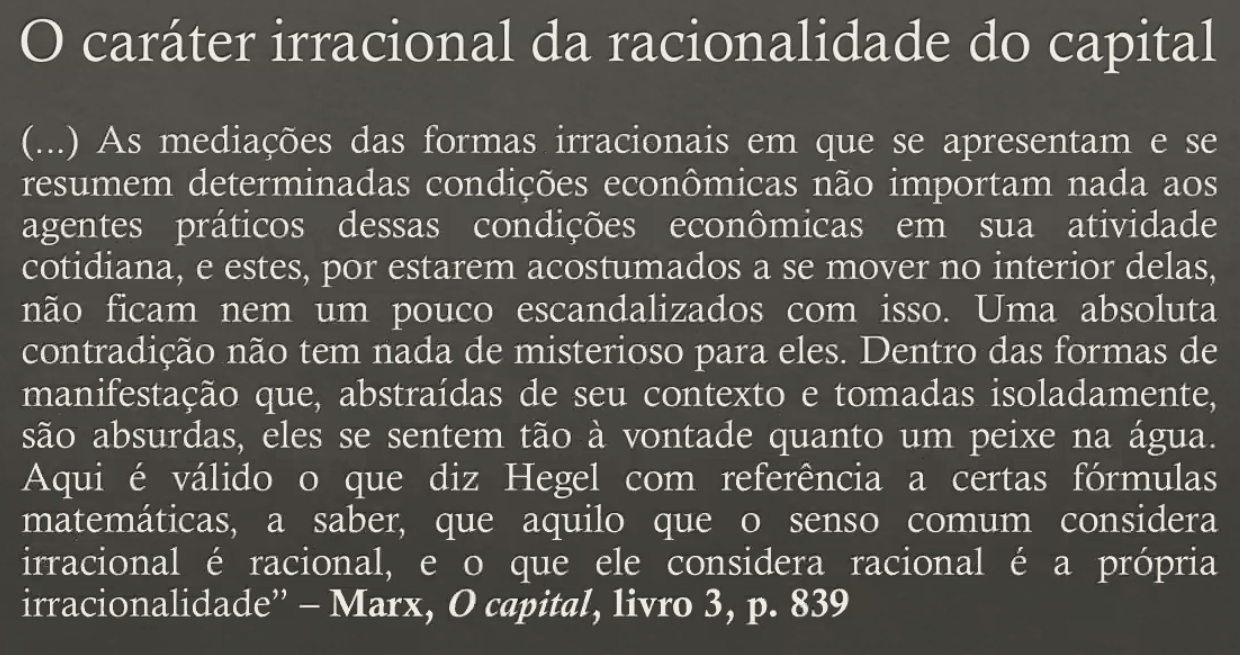 O caráter irracional da racionalidade do capital
(...) As mediações das formas irracionais em que se apresentam e se
resumem determinadas condições econômicas não importam nada aos
agentes práticos dessas condições econômicas em sua atividade
cotidiana, e estes, por estarem acostumados a se mover no interior delas,
não ficam nem um pouco escandalizados com isso. Uma absoluta
contradição não tem nada de misterioso para eles. Dentro das formas de
manifestação que, abstraídas de seu contexto e tomadas isoladamente,
são absurdas, eles se sentem tão à vontade quanto um peixe na água.
Aqui é válido o que diz Hegel com referência a certas fórmulas
matemáticas, a saber, que aquilo que o senso comum considera
irracional é racional, e o que ele considera racional é a própria
irracionalidade” – Marx, O capital, livro 3, p. 839